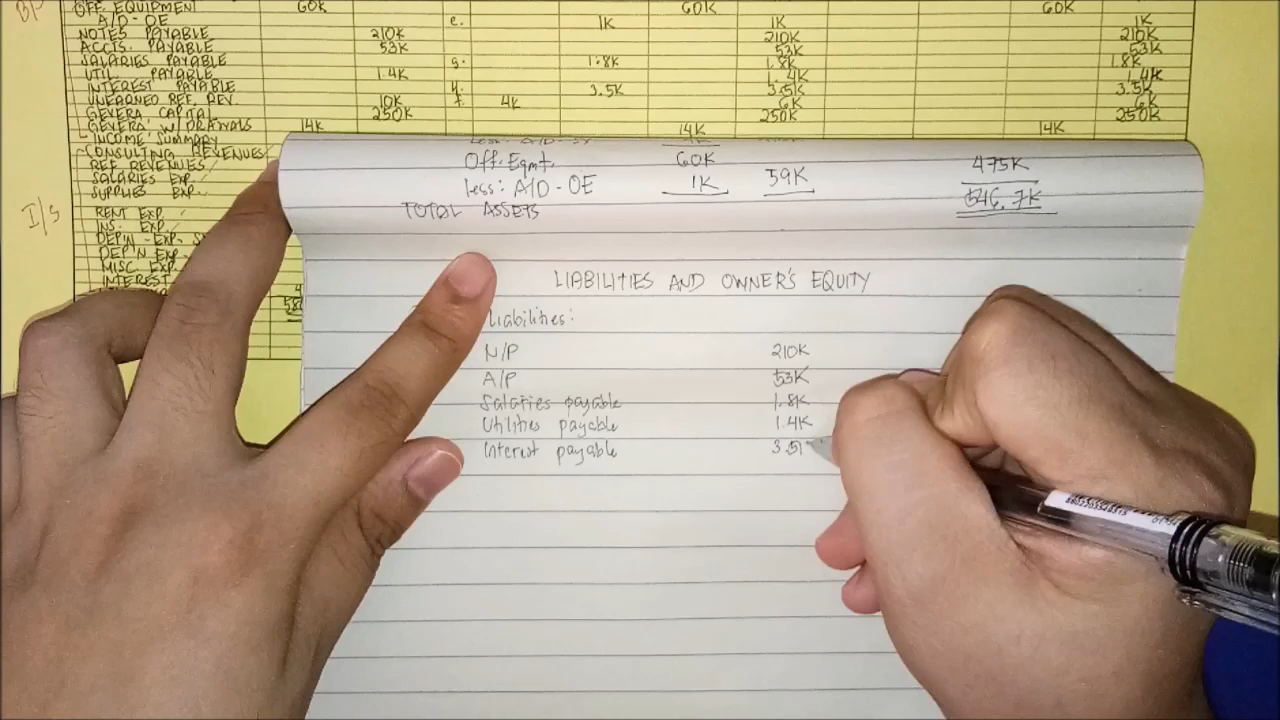 BP OFF. EQUIPMENT 60K 60K 60K
A/D-OE e. 1K 1K 1K
NOTES PAYABLE 210K 210K 210K
ACCTS. PAYABLE 53K 53K 53K
SALARIES PAYABLE g. 1.8K 1.8K 1.8K
UTIL. PAYABLE 1.4K 1.4K 1.4K
INTEREST PAYABLE 3.5K 3.5K 3.5K
UNEARNED REF. REV. 10K f. 4K 6K 6K
GEVERA CAPITAL 250K 250K 250K
GEVERA W/DRAWALS 14K 14K 14K
INCOME SUMMARY
CONSULTING REVENUES
REF REVENUES
SALARIES EXP.
SUPPLIES EXP.
I/S RENT EXP.
INS. EXP.
DEP'N - EXP - S
DEP'N EXP.
MISC. EXP.
INTEREST
Off. Eqmt. 60K 475K
less: A/D-OE 1K 59K
TOTAL ASSETS 546.7K
LIABILITIES AND OWNER'S EQUITY
Liabilities:
N/P 210K
A/P 53K
Salaries payable 1.8K
Utilities payable 1.4K
Interest payable 3.5